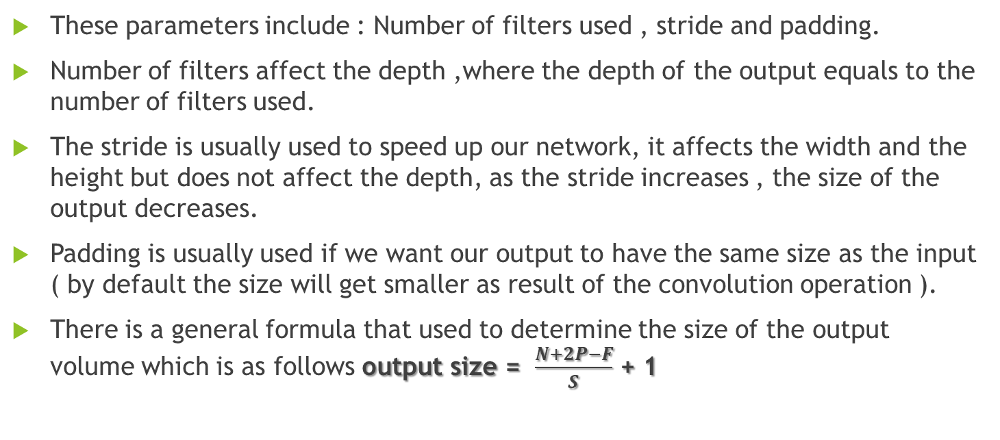 ▶ These parameters include : Number of filters used , stride and padding.
▶ Number of filters affect the depth ,where the depth of the output equals to the
number of filters used.
▶ The stride is usually used to speed up our network, it affects the width and the
height but does not affect the depth, as the stride increases , the size of the
output decreases.
▶ Padding is usually used if we want our output to have the same size as the input
( by default the size will get smaller as result of the convolution operation ).
▶ There is a general formula that used to determine the size of the output
volume which is as follows output size = \frac{N+2P−F}{S} + 1